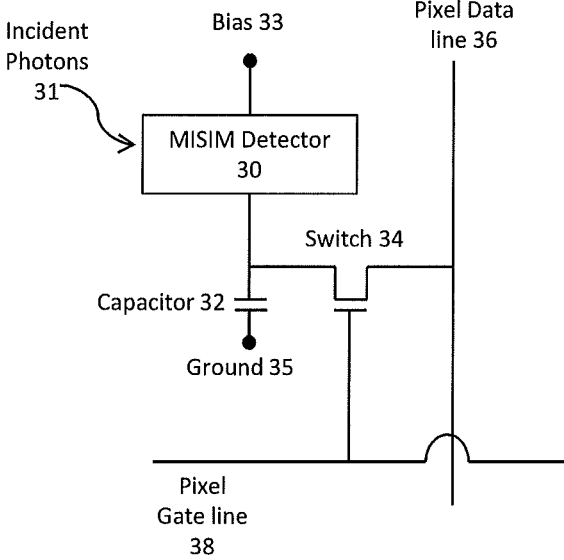 Incident
Photons
31
Bias 33
Pixel Data
line 36
MISIM Detector
30
Switch 34
Capacitor 32
Ground 35
Pixel
Gate line
38